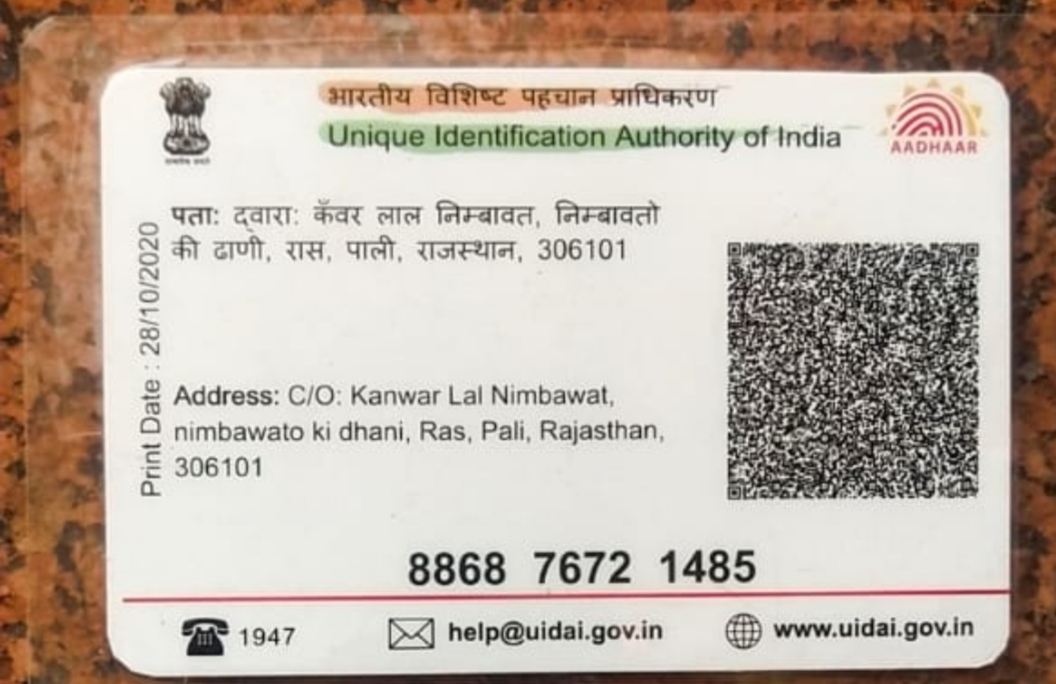 भारतीय विशिष्ट पहचान प्राधिकरण
Unique Identification Authority of India
AADHAAR
पता: द्वारा: कँवर लाल निम्बावत, निम्बावतो
की ढाणी, रास, पाली, राजस्थान, 306101
Print Date : 28/10/2020
Address: C/O: Kanwar Lal Nimbawat,
nimbawato ki dhani, Ras, Pali, Rajasthan,
306101
8868 7672 1485
1947
help@uidai.gov.in
www.uidai.gov.in